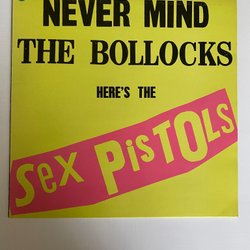 NEVER MIND
THE BOLLOCKS
HERE'S THE
Sex PisTOLs